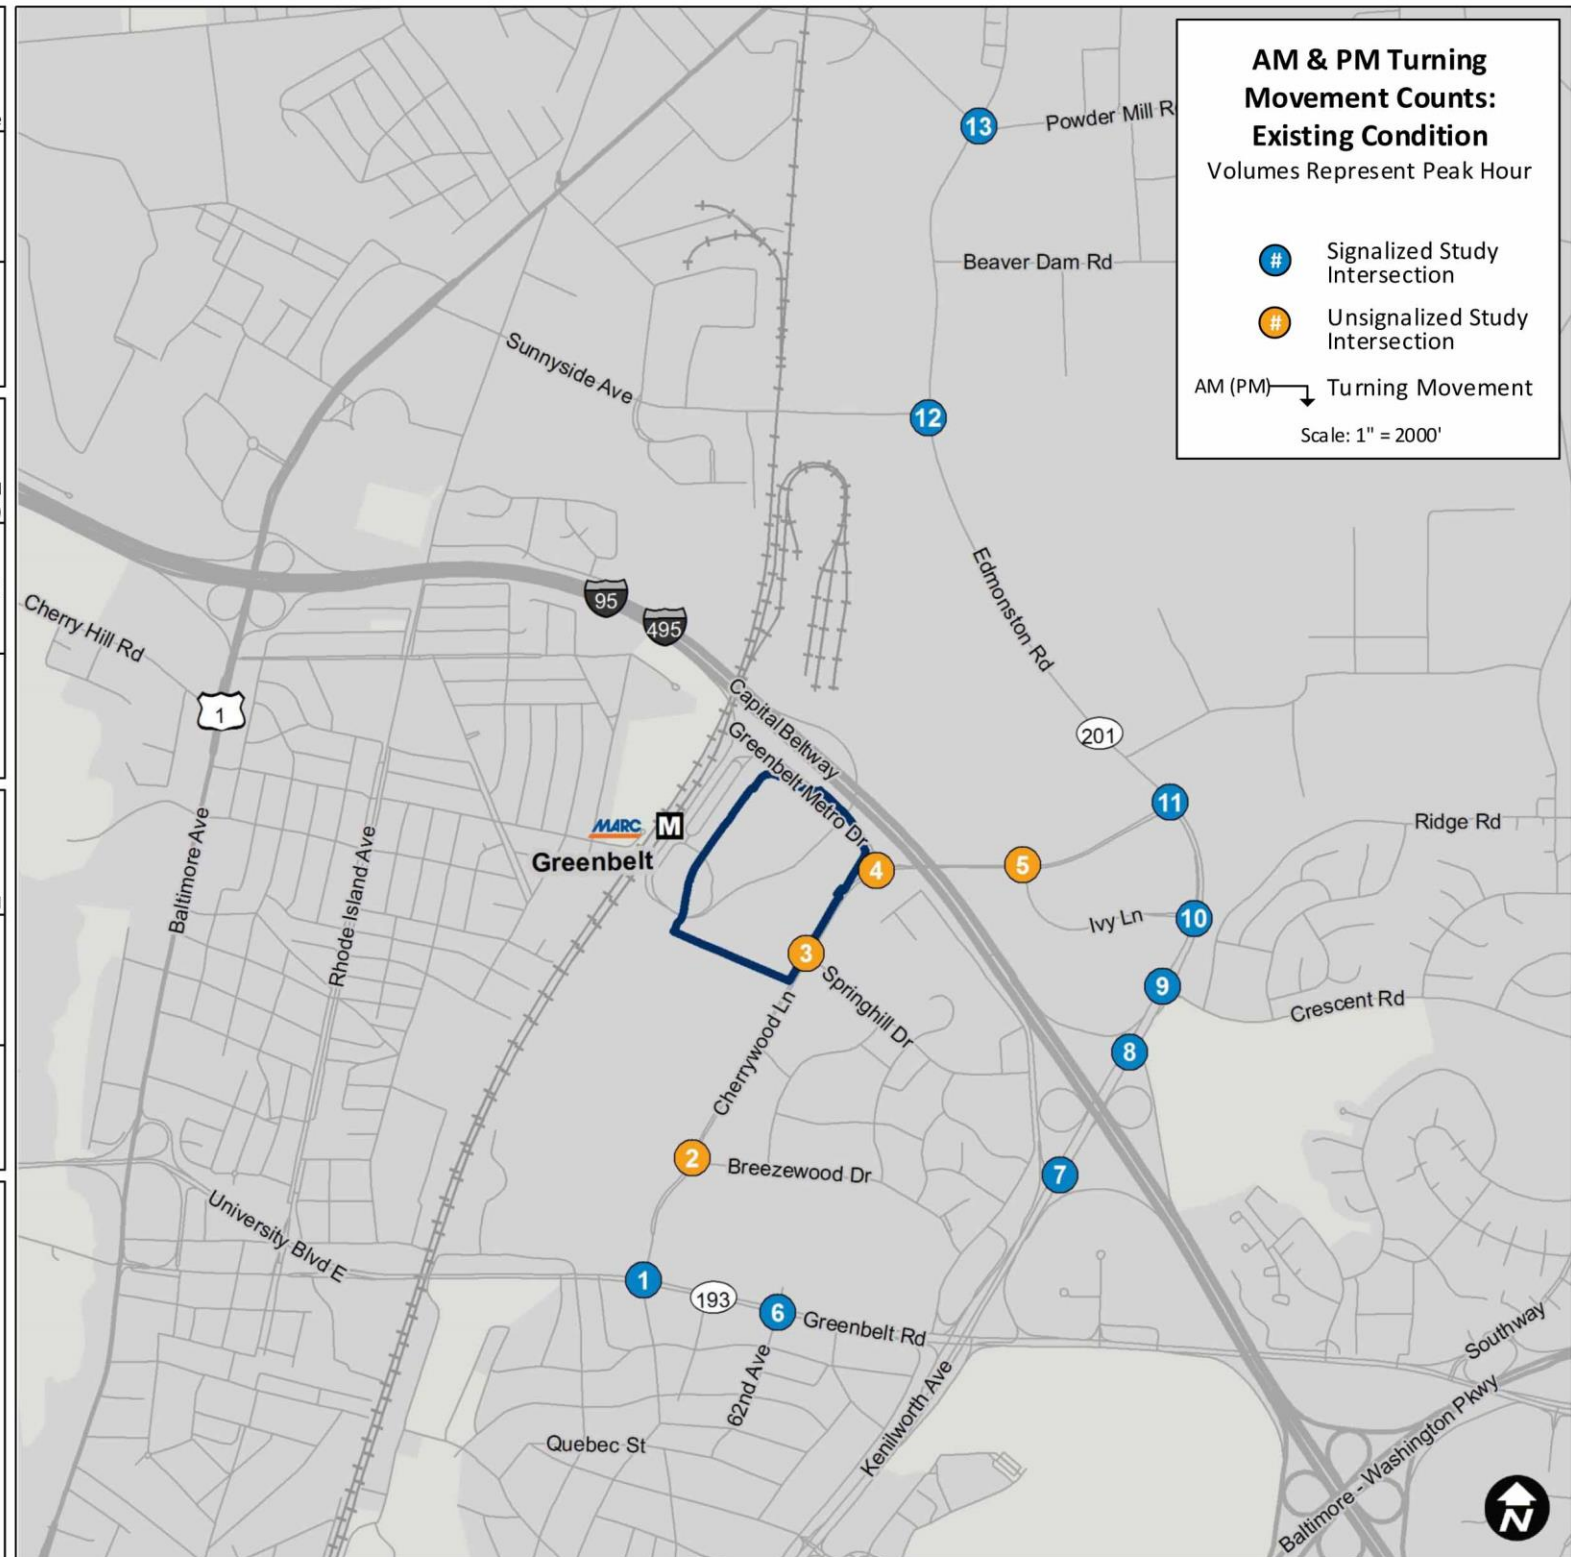 AM & PM Turning
Movement Counts:
Existing Condition
Volumes Represent Peak Hour
# Signalized Study
Intersection
# Unsignalized Study
Intersection
AM (PM) Turning Movement
Scale: 1" = 2000'
13
Powder Mill R
Beaver Dam Rd
Sunnyside Ave
12
Edmonston Rd
95
495
Cherry Hill Rd
1
Capital Beltway
Greenbelt Metro Dr
201
11
Ridge Rd
MARC M
Greenbelt
Baltimore Ave
Rhode Island Ave
4
5
Ivy Ln
10
3
Springhill Dr
9
Crescent Rd
8
Cherrywood Ln
2
Breezewood Dr
7
University Blvd E
1
193
6
Greenbelt Rd
62nd Ave
Kenilworth Ave
Southway
Quebec St
Baltimore - Washington Pkwy
N